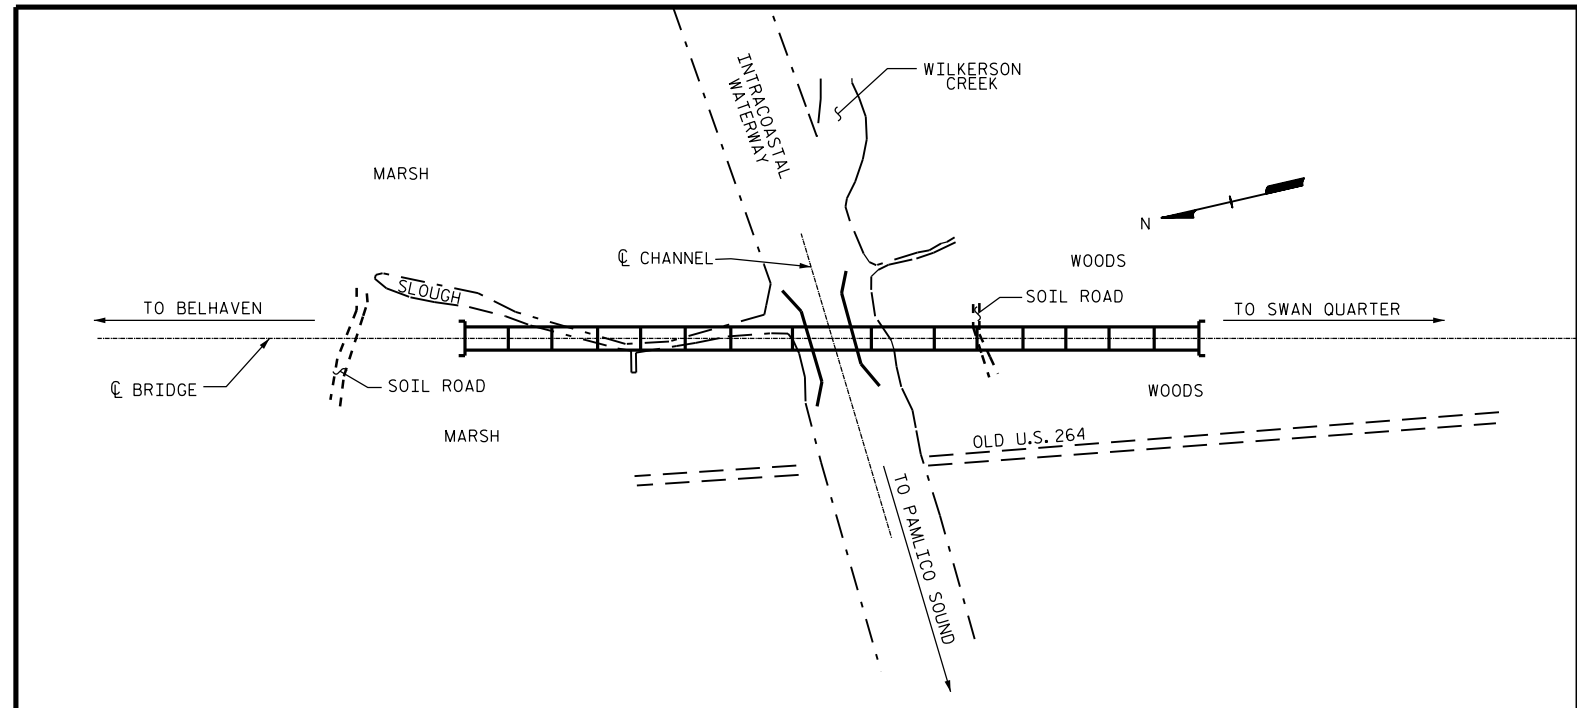 INTRACOASTAL
WATERWAY
WILKERSON
CREEK
MARSH
N
℄ CHANNEL
WOODS
SLOUGH
SOIL ROAD
TO BELHAVEN
TO SWAN QUARTER
℄ BRIDGE
SOIL ROAD
WOODS
MARSH
OLD U.S. 264
TO PAMLICO SOUND